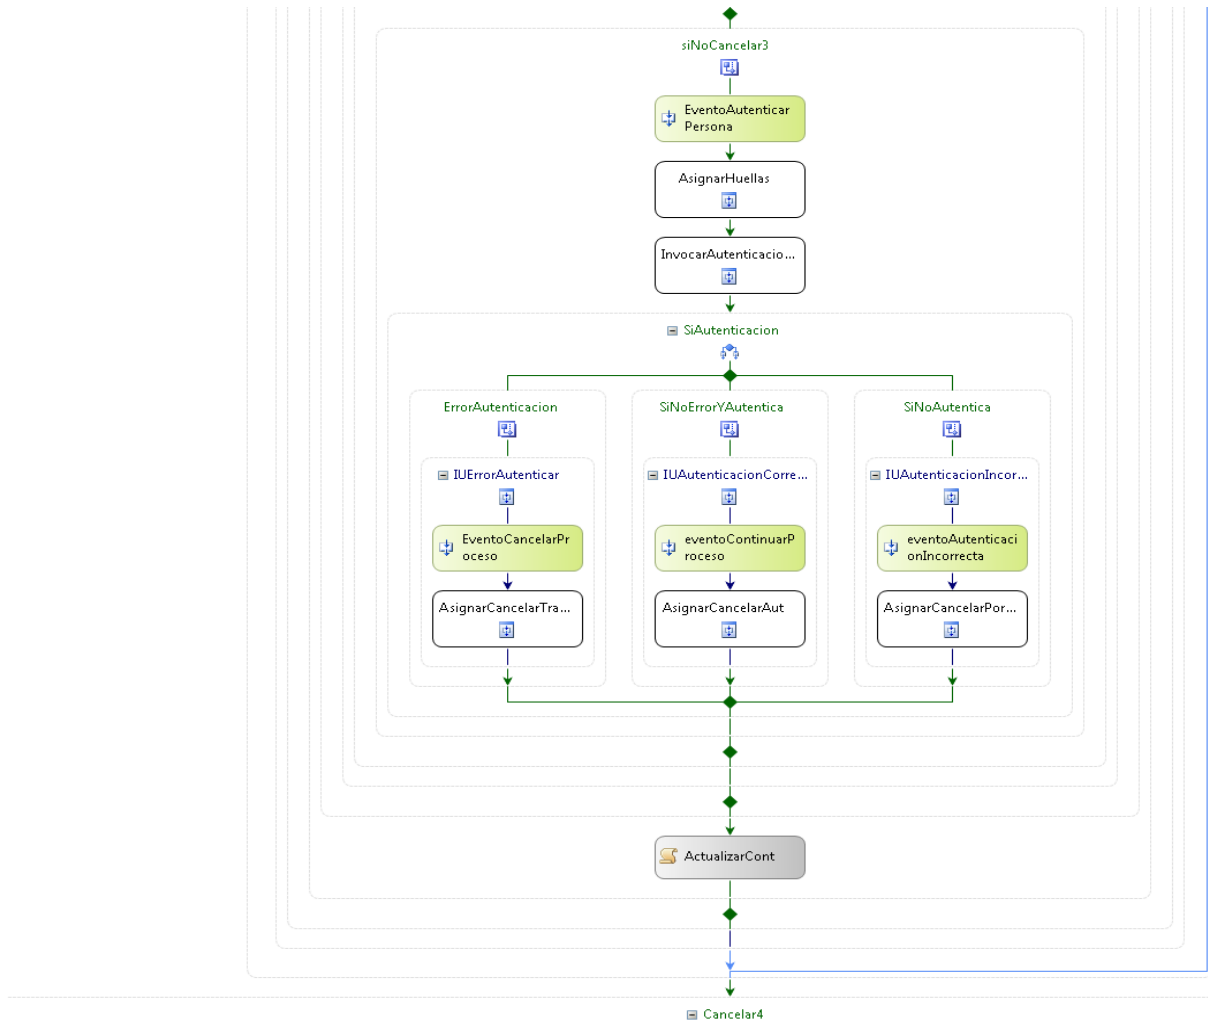 siNoCancelar3
EventoAutenticar
Persona
AsignarHuellas
InvocarAutenticacio...
SiAutenticacion
ErrorAutenticacion
SiNoErrorYAutentica
SiNoAutentica
IUErrorAutenticar
IUAutenticacionCorre...
IUAutenticacionIncor...
EventoCancelarPr
oceso
eventoContinuarP
roceso
eventoAutenticaci
onIncorrecta
AsignarCancelarTra...
AsignarCancelarAut
AsignarCancelarPor...
ActualizarCont
Cancelar4